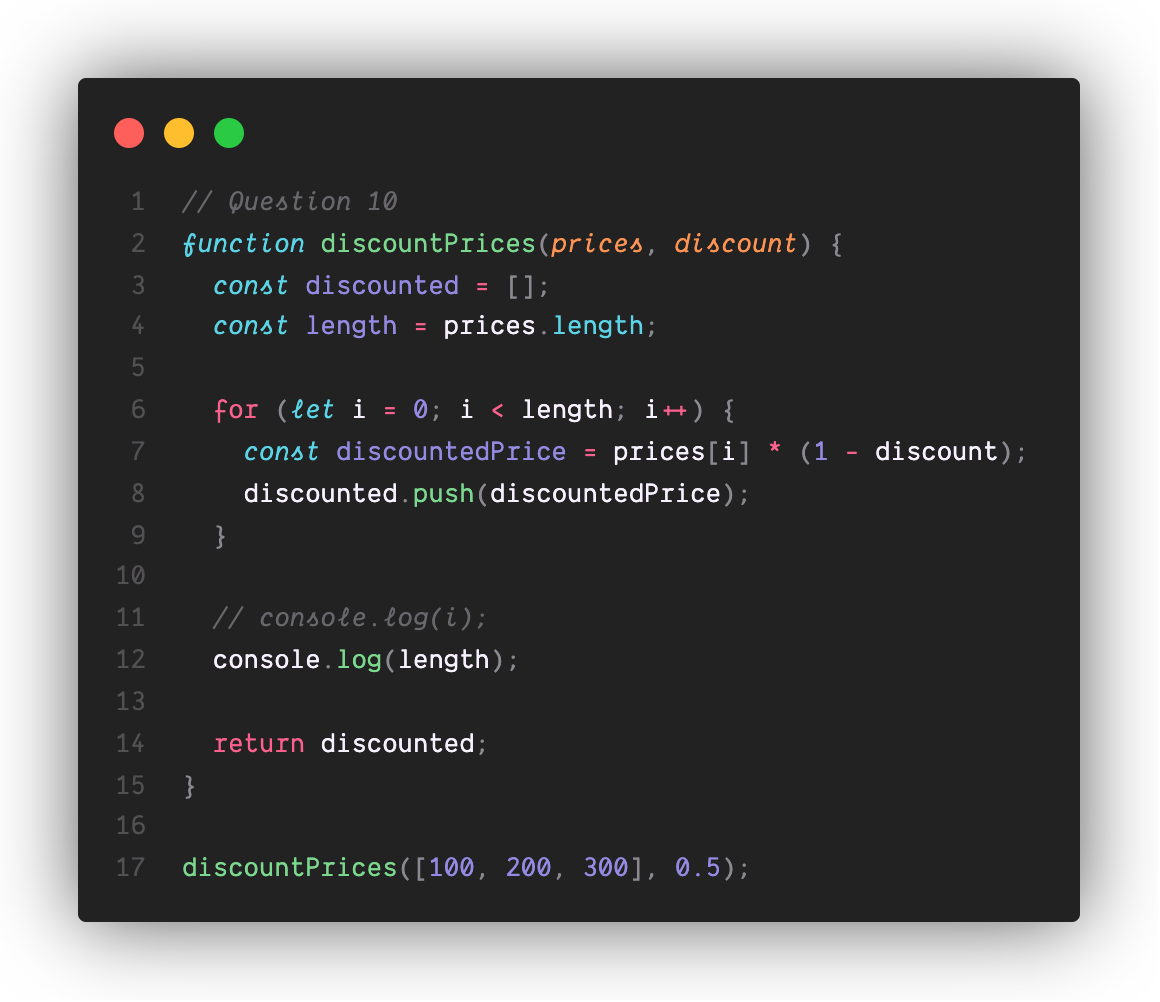 1 // Question 10
2 function discountPrices(prices, discount) {
3   const discounted = [];
4   const length = prices.length;
5
6   for (let i = 0; i < length; i++) {
7     const discountedPrice = prices[i] * (1 - discount);
8     discounted.push(discountedPrice);
9   }
10
11   // console.log(i);
12   console.log(length);
13
14   return discounted;
15 }
16
17 discountPrices([100, 200, 300], 0.5);